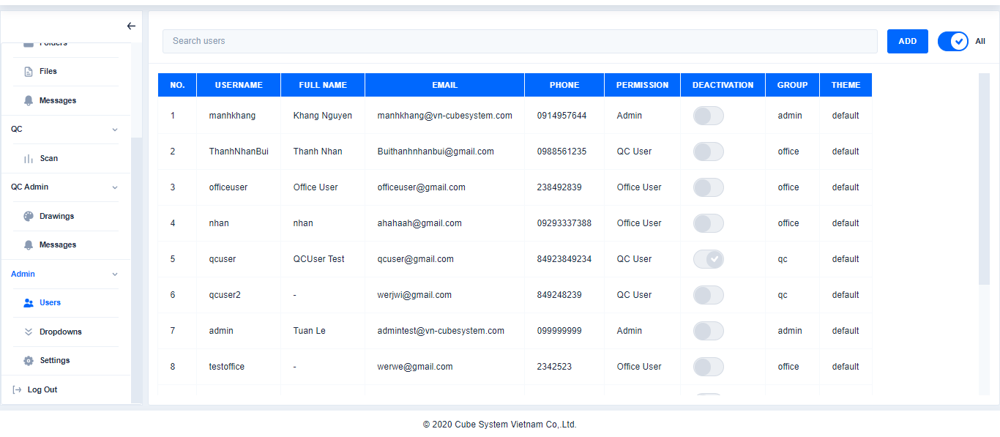 Folders
Files
Messages
QC
Scan
QC Admin
Drawings
Messages
Admin
Users
Dropdowns
Settings
Log Out
Search users
ADD
All
NO. USERNAME FULL NAME EMAIL PHONE PERMISSION DEACTIVATION GROUP THEME
1 manhkhang Khang Nguyen manhkhang@vn-cubesystem.com 0914957644 Admin admin default
2 ThanhNhanBui Thanh Nhan Buithanhnhanbui@gmail.com 0988561235 QC User office default
3 officeuser Office User officeuser@gmail.com 238492839 Office User office default
4 nhan nhan ahahaah@gmail.com 09293337388 Office User office default
5 qcuser QCUser Test qcuser@gmail.com 84923849234 QC User qc default
6 qcuser2 - werjwi@gmail.com 849248239 QC User qc default
7 admin Tuan Le admintest@vn-cubesystem.com 099999999 Admin admin default
8 testoffice - werwe@gmail.com 2342523 Office User office default
© 2020 Cube System Vietnam Co,.Ltd.